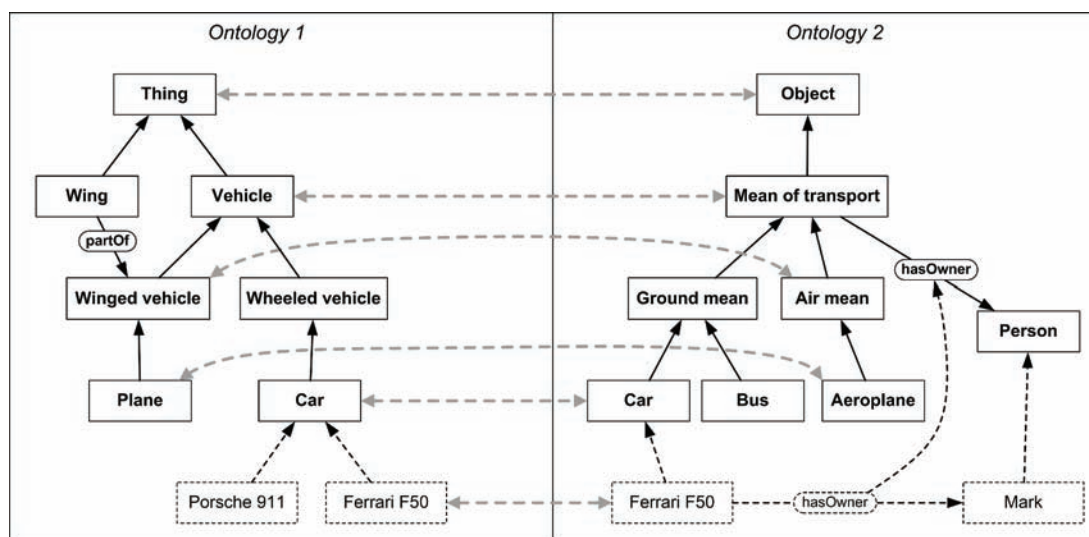 Ontology 1
Ontology 2
Thing
Object
Wing
Vehicle
Mean of transport
partOf
hasOwner
Winged vehicle
Wheeled vehicle
Ground mean
Air mean
Person
Plane
Car
Car
Bus
Aeroplane
Porsche 911
Ferrari F50
Ferrari F50
hasOwner
Mark